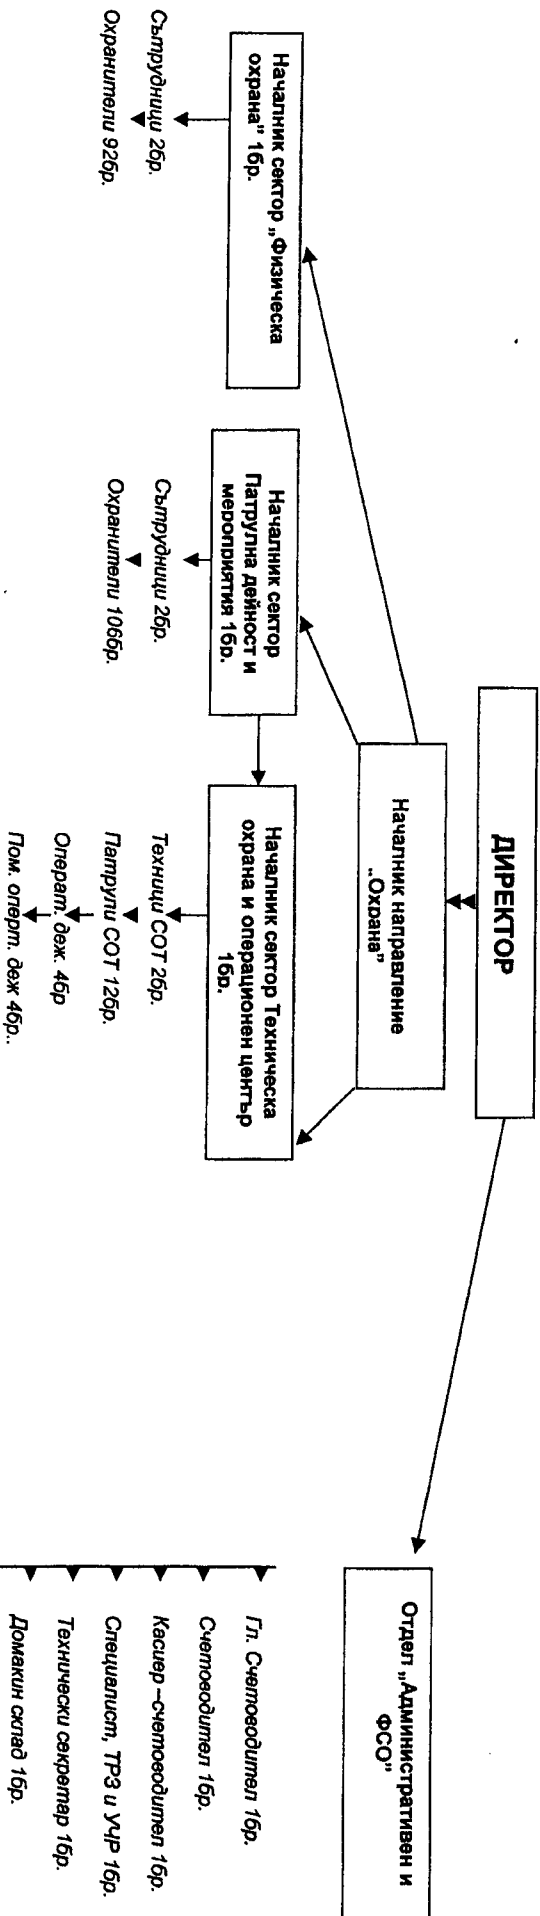 ДИРЕКТОР
Началник направление
„Охрана”
Отдел „Административен и
ФСО”
Началник сектор „Физическа
охрана” 1бр.
Сътрудници 2бр.
Охранители 92бр.
Началник сектор
Патрулна дейност и
мероприятия 1бр.
Сътрудници 2бр.
Охранители 106бр.
Началник сектор Техническа
охрана и операционен център
1бр.
Техници СОТ 2бр.
Патрули СОТ 12бр.
Операт. деж. 4бр
Пом. оперт. деж 4бр..
Гл. Счетоводител 1бр.
Счетоводител 1бр.
Касиер –счетоводител 1бр.
Специалист, ТРЗ и УЧР 1бр.
Технически секретар 1бр.
Домакин склад 1бр.